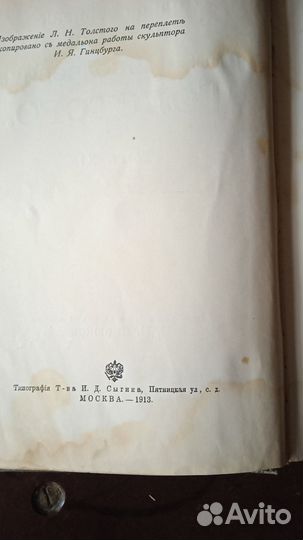 Изображеніе Л. Н. Толстого на переплетѣ
скопировано съ медальона работы скульптора
И. Я. Гинцбурга.
Типографія Т-ва И. Д. Сытина, Пятницкая ул., с. д.
МОСКВА.—1913.
Avito